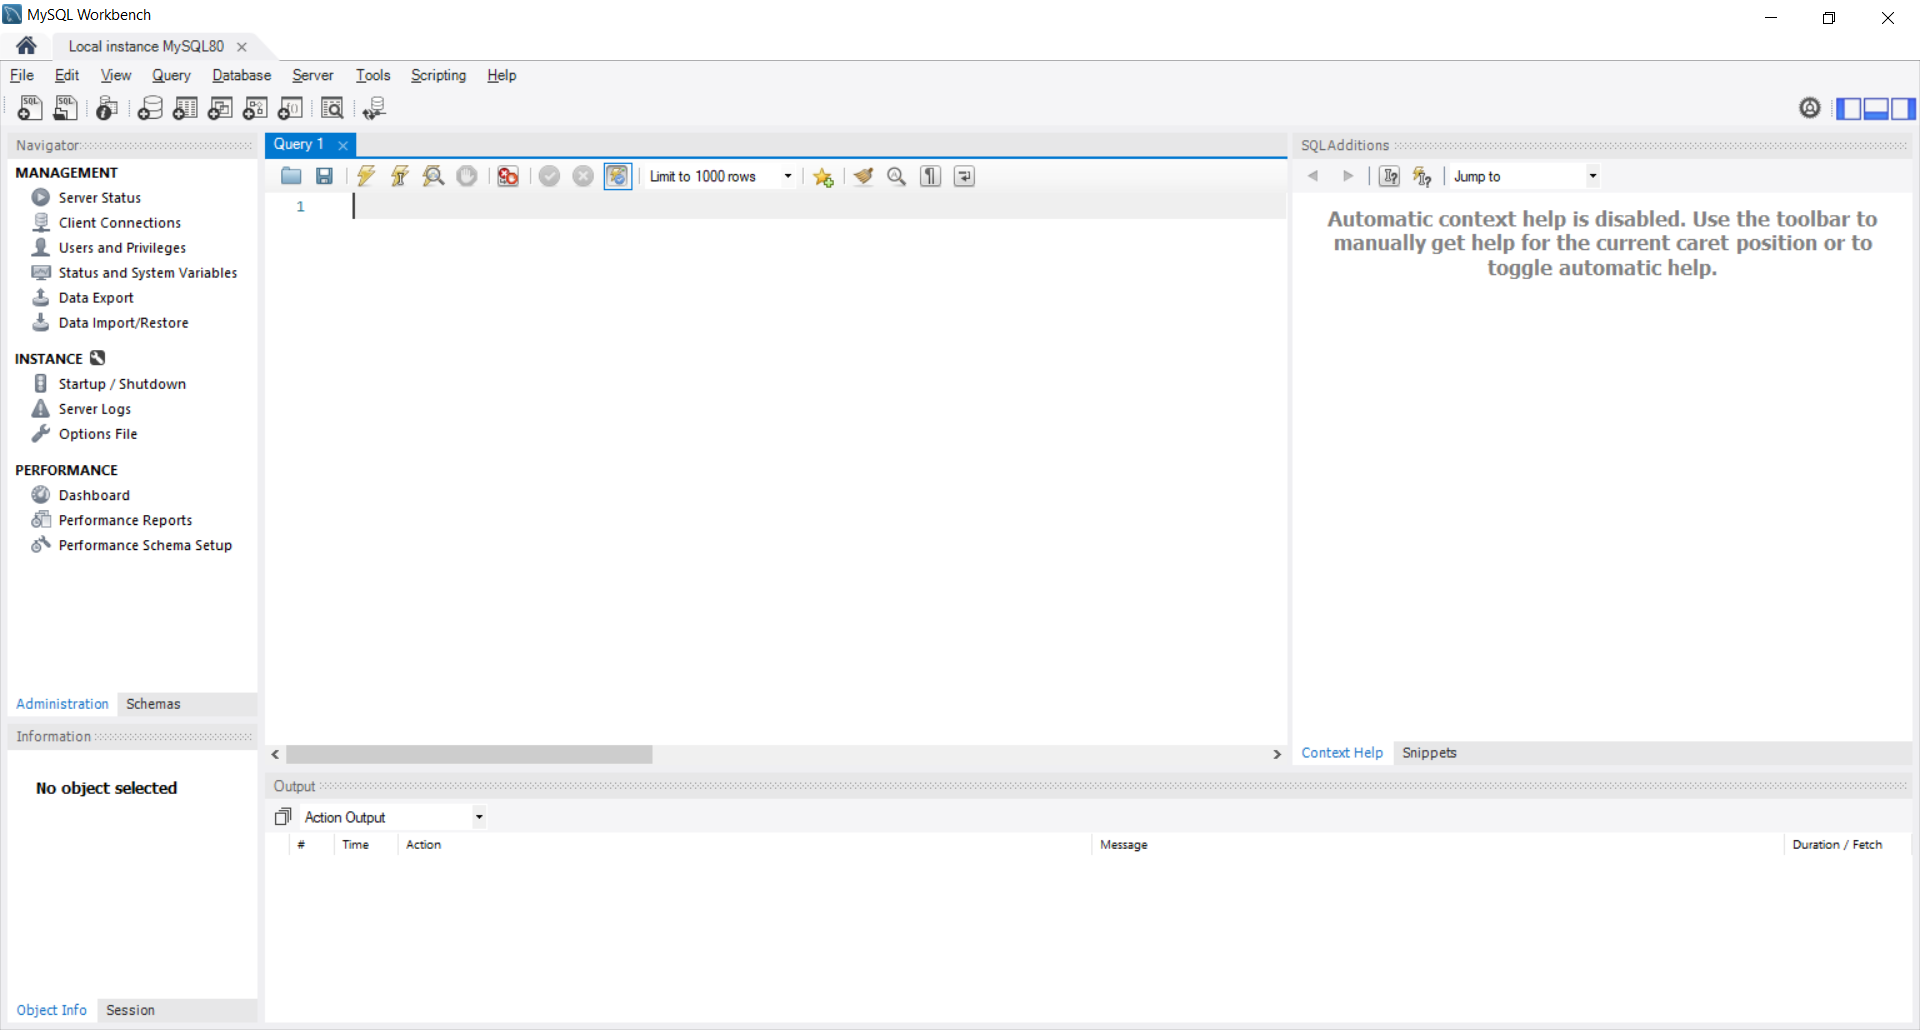 MySQL Workbench
Local instance MySQL80
File Edit View Query Database Server Tools Scripting Help
Navigator
MANAGEMENT
Server Status
Client Connections
Users and Privileges
Status and System Variables
Data Export
Data Import/Restore
INSTANCE
Startup / Shutdown
Server Logs
Options File
PERFORMANCE
Dashboard
Performance Reports
Performance Schema Setup
Administration Schemas
Information
No object selected
Object Info Session
Query 1
Limit to 1000 rows
1
SQLAdditions
Jump to
Automatic context help is disabled. Use the toolbar to
manually get help for the current caret position or to
toggle automatic help.
Context Help Snippets
Output
Action Output
# Time Action Message Duration / Fetch